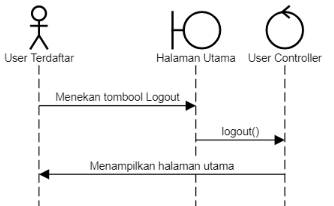 User Terdaftar
Halaman Utama
User Controller
Menekan tombool Logout
logout()
Menampilkan halaman utama